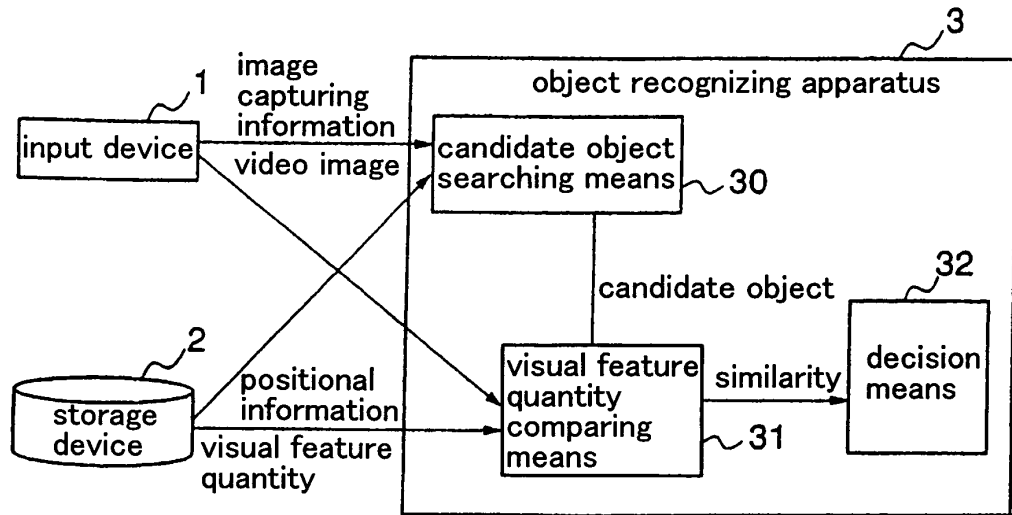 3
object recognizing apparatus
1
input device
image
capturing
information
video image
candidate object
searching means
30
candidate object
2
storage
device
positional
information
visual feature
quantity
visual feature
quantity
comparing
means
31
similarity
32
decision
means